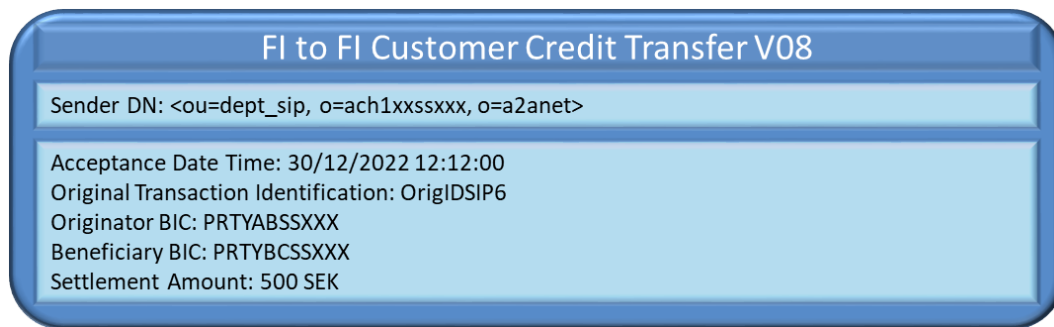 FI to FI Customer Credit Transfer V08
Sender DN: <ou=dept_sip, o=ach1xxssxxx, o=a2anet>
Acceptance Date Time: 30/12/2022 12:12:00
Original Transaction Identification: OrigIDSIP6
Originator BIC: PRTYABSSXXX
Beneficiary BIC: PRTYBCSSXXX
Settlement Amount: 500 SEK